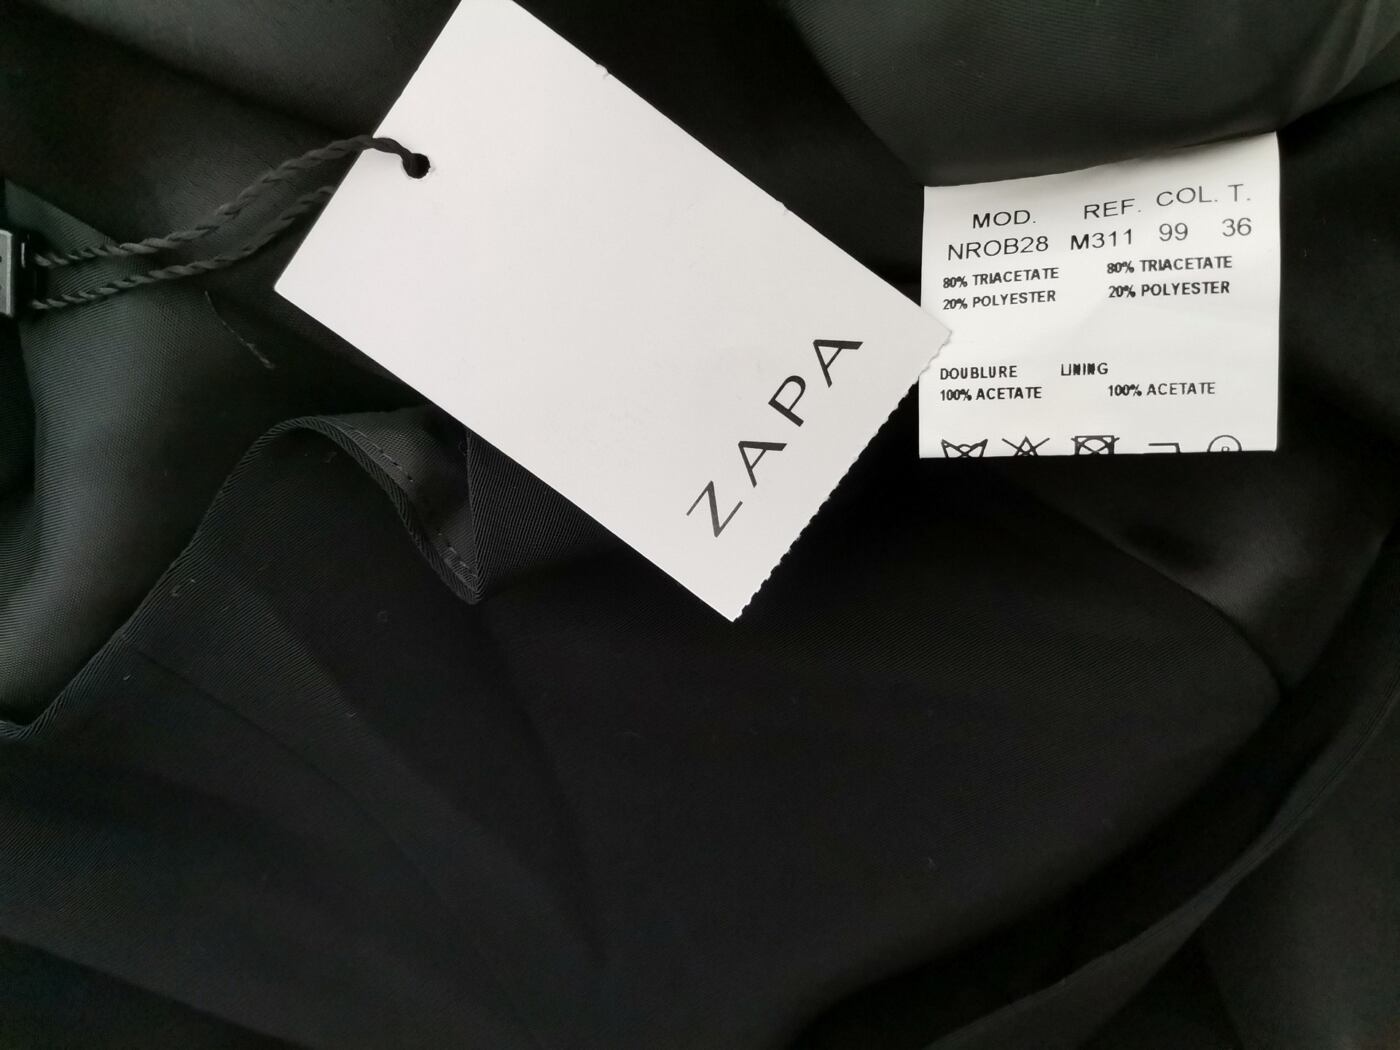 ZAPA
MOD. REF. COL. T.
NROB28 M311 99 36
80% TRIACETATE 80% TRIACETATE
20% POLYESTER 20% POLYESTER
DOUBLURE LINING
100% ACETATE 100% ACETATE